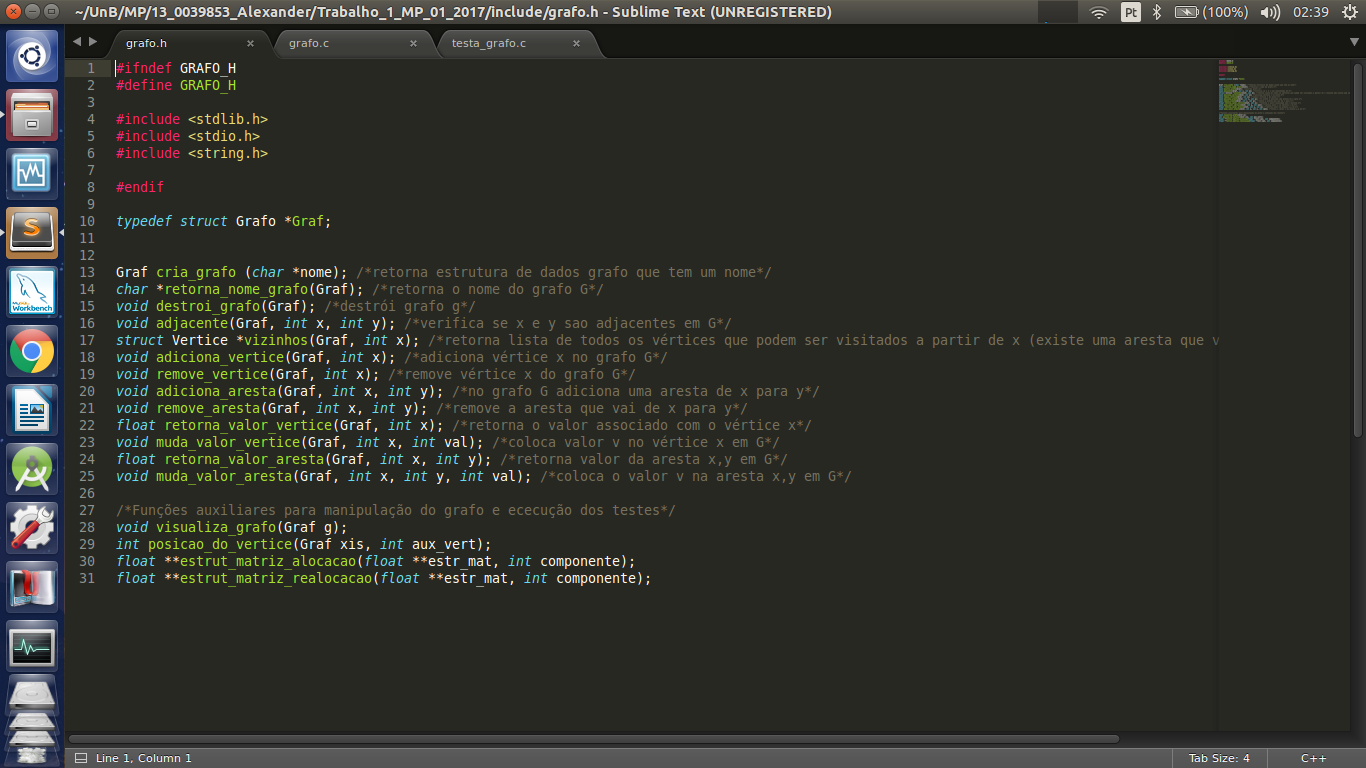 ~/UnB/MP/13_0039853_Alexander/Trabalho_1_MP_01_2017/include/grafo.h - Sublime Text (UNREGISTERED)
Pt (100%) 02:39
grafo.h × grafo.c × testa_grafo.c ×
1 #ifndef GRAFO_H
2 #define GRAFO_H
3
4 #include <stdlib.h>
5 #include <stdio.h>
6 #include <string.h>
7
8 #endif
9
10 typedef struct Grafo *Graf;
11
12
13 Graf cria_grafo (char *nome); /*retorna estrutura de dados grafo que tem um nome*/
14 char *retorna_nome_grafo(Graf); /*retorna o nome do grafo G*/
15 void destroi_grafo(Graf); /*destrói grafo g*/
16 void adjacente(Graf, int x, int y); /*verifica se x e y sao adjacentes em G*/
17 struct Vertice *vizinhos(Graf, int x); /*retorna lista de todos os vértices que podem ser visitados a partir de x (existe uma aresta que v
18 void adiciona_vertice(Graf, int x); /*adiciona vértice x no grafo G*/
19 void remove_vertice(Graf, int x); /*remove vértice x do grafo G*/
20 void adiciona_aresta(Graf, int x, int y); /*no grafo G adiciona uma aresta de x para y*/
21 void remove_aresta(Graf, int x, int y); /*remove a aresta que vai de x para y*/
22 float retorna_valor_vertice(Graf, int x); /*retorna o valor associado com o vértice x*/
23 void muda_valor_vertice(Graf, int x, int val); /*coloca valor v no vértice x em G*/
24 float retorna_valor_aresta(Graf, int x, int y); /*retorna valor da aresta x,y em G*/
25 void muda_valor_aresta(Graf, int x, int y, int val); /*coloca o valor v na aresta x,y em G*/
26
27 /*Funções auxiliares para manipulação do grafo e ececução dos testes*/
28 void visualiza_grafo(Graf g);
29 int posicao_do_vertice(Graf xis, int aux_vert);
30 float **estrut_matriz_alocacao(float **estr_mat, int componente);
31 float **estrut_matriz_realocacao(float **estr_mat, int componente);
S
Workbench
Line 1, Column 1
Tab Size: 4
C++